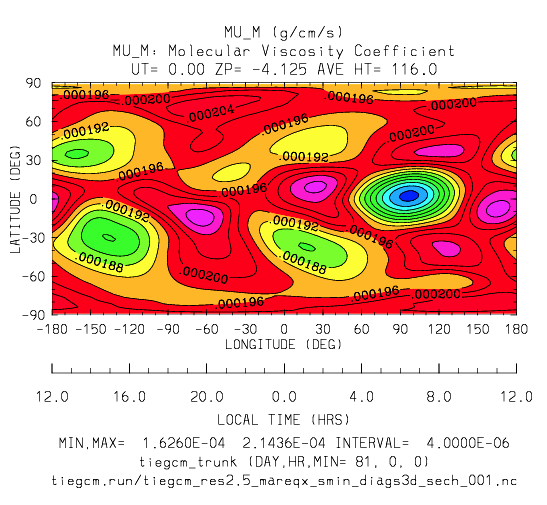 MU_M (g/cm/s)
MU_M: Molecular Viscosity Coefficient
UT= 0.00 ZP= -4.125 AVE HT= 116.0
90
60
30
0
-30
-60
-90
LATITUDE (DEG)
.000196 .000200 .000204 .000196 .000200
.000192 .000192 .000200
.000196 .000196
.000192 .000192 .000196
.000188 .000200 .000188
.000196 .000196 .000200
-180 -150 -120 -90 -60 -30 0 30 60 90 120 150 180
LONGITUDE (DEG)
12.0 16.0 20.0 0.0 4.0 8.0 12.0
LOCAL TIME (HRS)
MIN,MAX= 1.6260E-04 2.1436E-04 INTERVAL= 4.0000E-06
tiegcm_trunk (DAY,HR,MIN= 81, 0, 0)
tiegcm.run/tiegcm_res2.5_mareqx_smin_diags3d_sech_001.nc